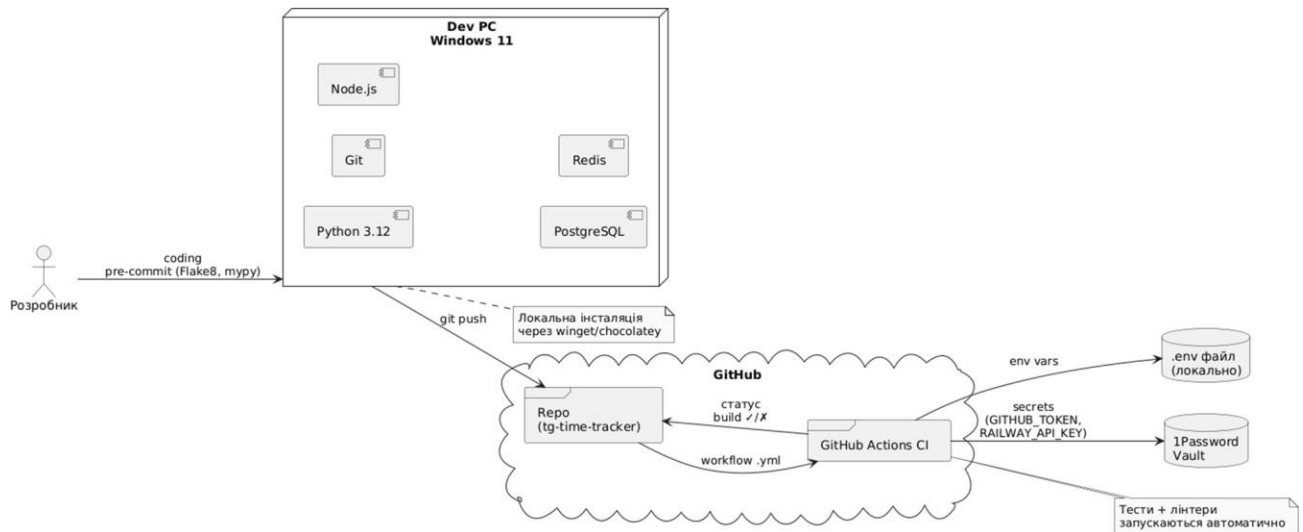 Dev PC
Windows 11
Node.js
Git
Redis
Python 3.12
PostgreSQL
coding
pre-commit (Flake8, mypy)
Розробник
git push
Локальна інсталяція
через winget/chocolatey
GitHub
Repo
(tg-time-tracker)
статус
build ✓/✗
GitHub Actions CI
workflow .yml
env vars
.env файл
(локально)
secrets
(GITHUB_TOKEN,
RAILWAY_API_KEY)
1Password
Vault
Тести + лінтери
запускаються автоматично